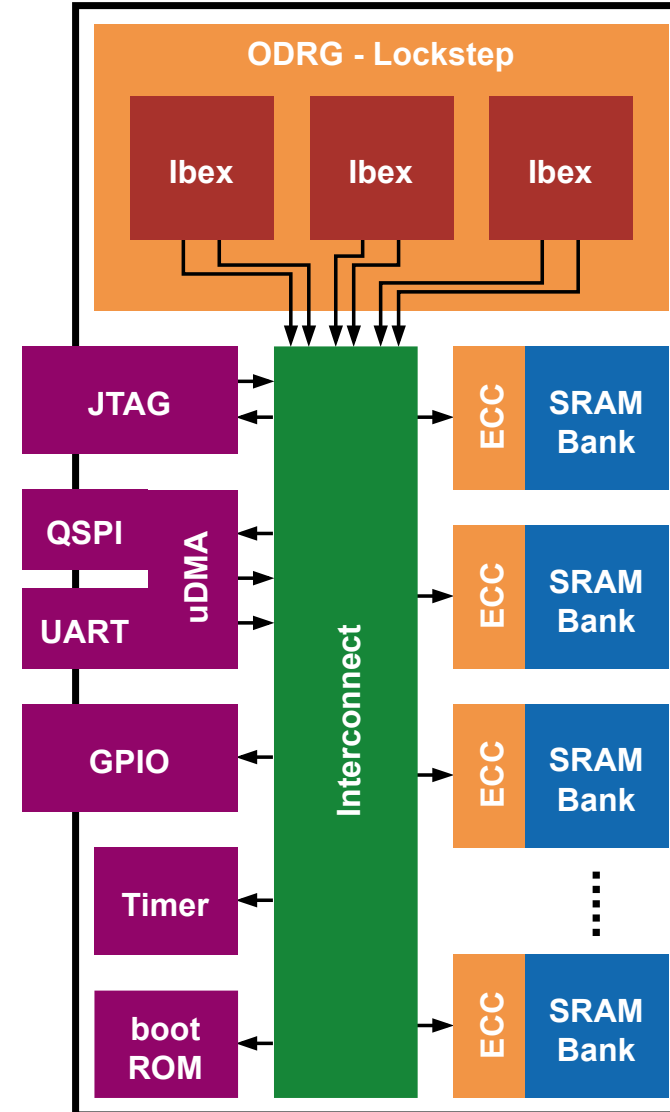 ODRG - Lockstep
Ibex
Ibex
Ibex
JTAG
QSPI
UART
uDMA
GPIO
Timer
boot
ROM
Interconnect
ECC
SRAM
Bank
ECC
SRAM
Bank
ECC
SRAM
Bank
ECC
SRAM
Bank